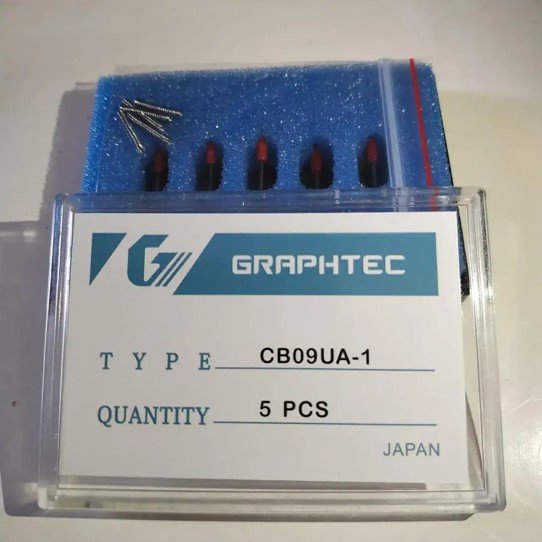 G GRAPHTEC
TYPE CB09UA-1
QUANTITY 5 PCS
JAPAN